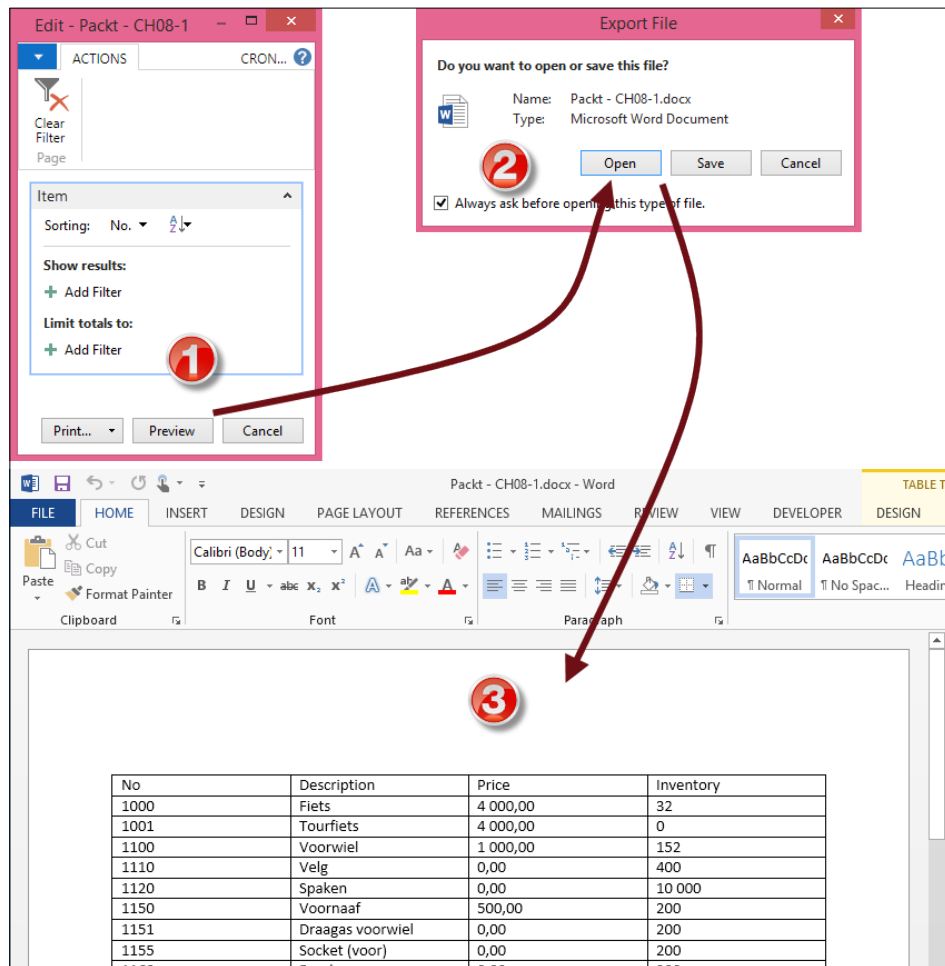 Edit - Packt - CH08-1
ACTIONS CRON...
Clear
Filter
Page
Item
Sorting: No.
Show results:
Add Filter
Limit totals to:
Add Filter
1
Print... Preview Cancel
Export File
Do you want to open or save this file?
Name: Packt - CH08-1.docx
Type: Microsoft Word Document
2
Open Save Cancel
Always ask before opening this type of file.
Packt - CH08-1.docx - Word
TABLE T
FILE HOME INSERT DESIGN PAGE LAYOUT REFERENCES MAILINGS REVIEW VIEW DEVELOPER DESIGN
Paste
Cut
Copy
Format Painter
Clipboard
Calibri (Body) 11
Font
Paragraph
AaBbCcDc AaBbCcDc AaBb
¶ Normal ¶ No Spac... Headin
3
No Description Price Inventory
1000 Fiets 4 000,00 32
1001 Tourfiets 4 000,00 0
1100 Voorwiel 1 000,00 152
1110 Velg 0,00 400
1120 Spaken 0,00 10 000
1150 Voornaaf 500,00 200
1151 Draagas voorwiel 0,00 200
1155 Socket (voor) 0,00 200